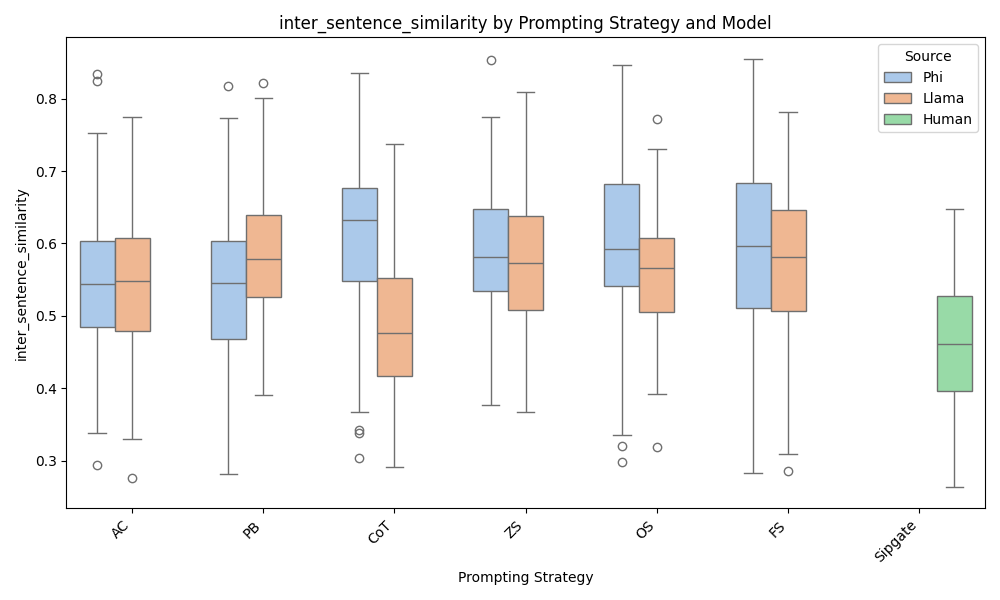 inter_sentence_similarity by Prompting Strategy and Model
Source
Phi
Llama
Human
inter_sentence_similarity
0.8
0.7
0.6
0.5
0.4
0.3
AC
PB
CoT
ZS
OS
FS
Sipgate
Prompting Strategy